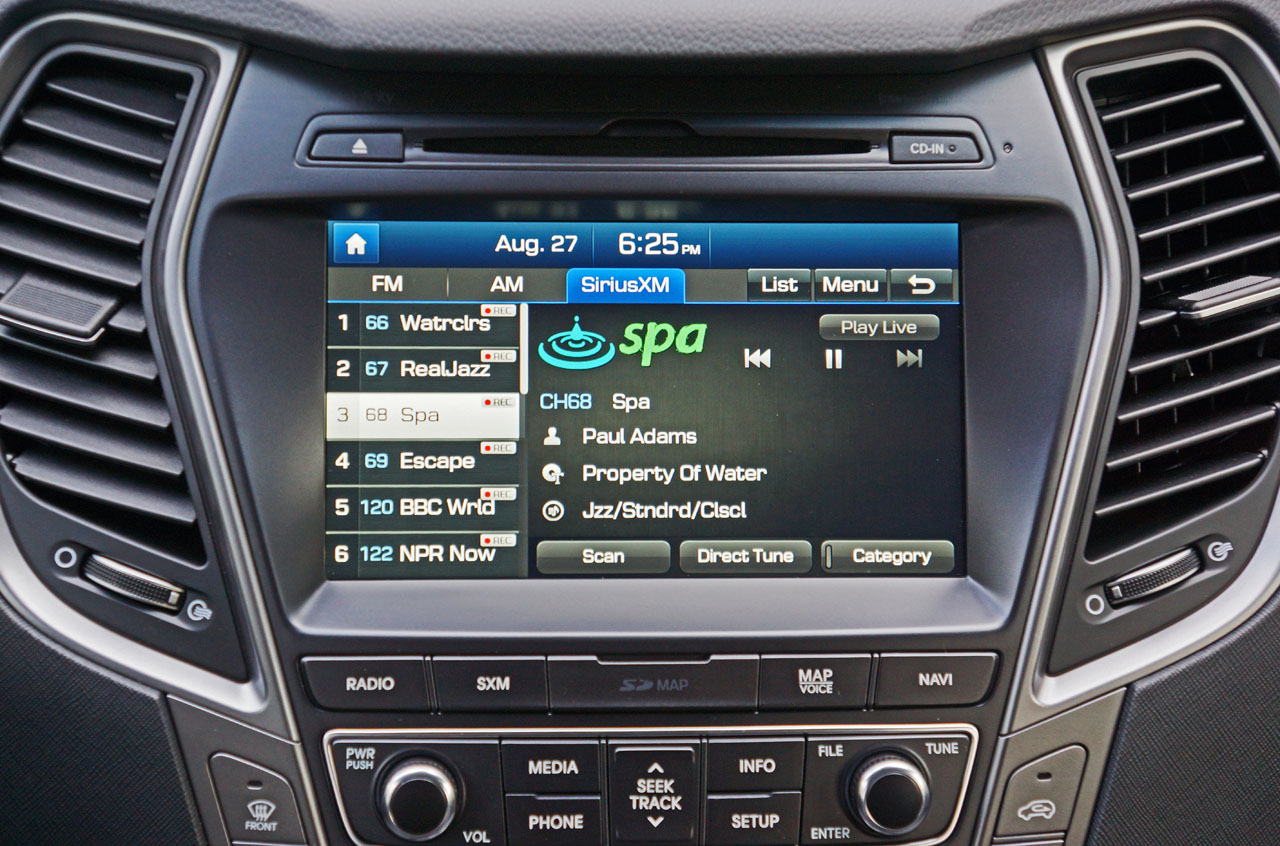 CD-IN
Aug. 27 6:25 PM
FM AM SiriusXM List Menu
1 66 Watrclrs REC
2 67 RealJazz REC
3 68 Spa REC
4 69 Escape REC
5 120 BBC Wrld REC
6 122 NPR Now REC
spa
Play Live
CH68 Spa
Paul Adams
Property Of Water
Jzz/Stndrd/Clscl
Scan Direct Tune Category
RADIO SXM SD MAP MAP VOICE NAVI
PWR
PUSH
VOL
MEDIA
PHONE
SEEK
TRACK
INFO
SETUP
FILE
TUNE
ENTER
FRONT